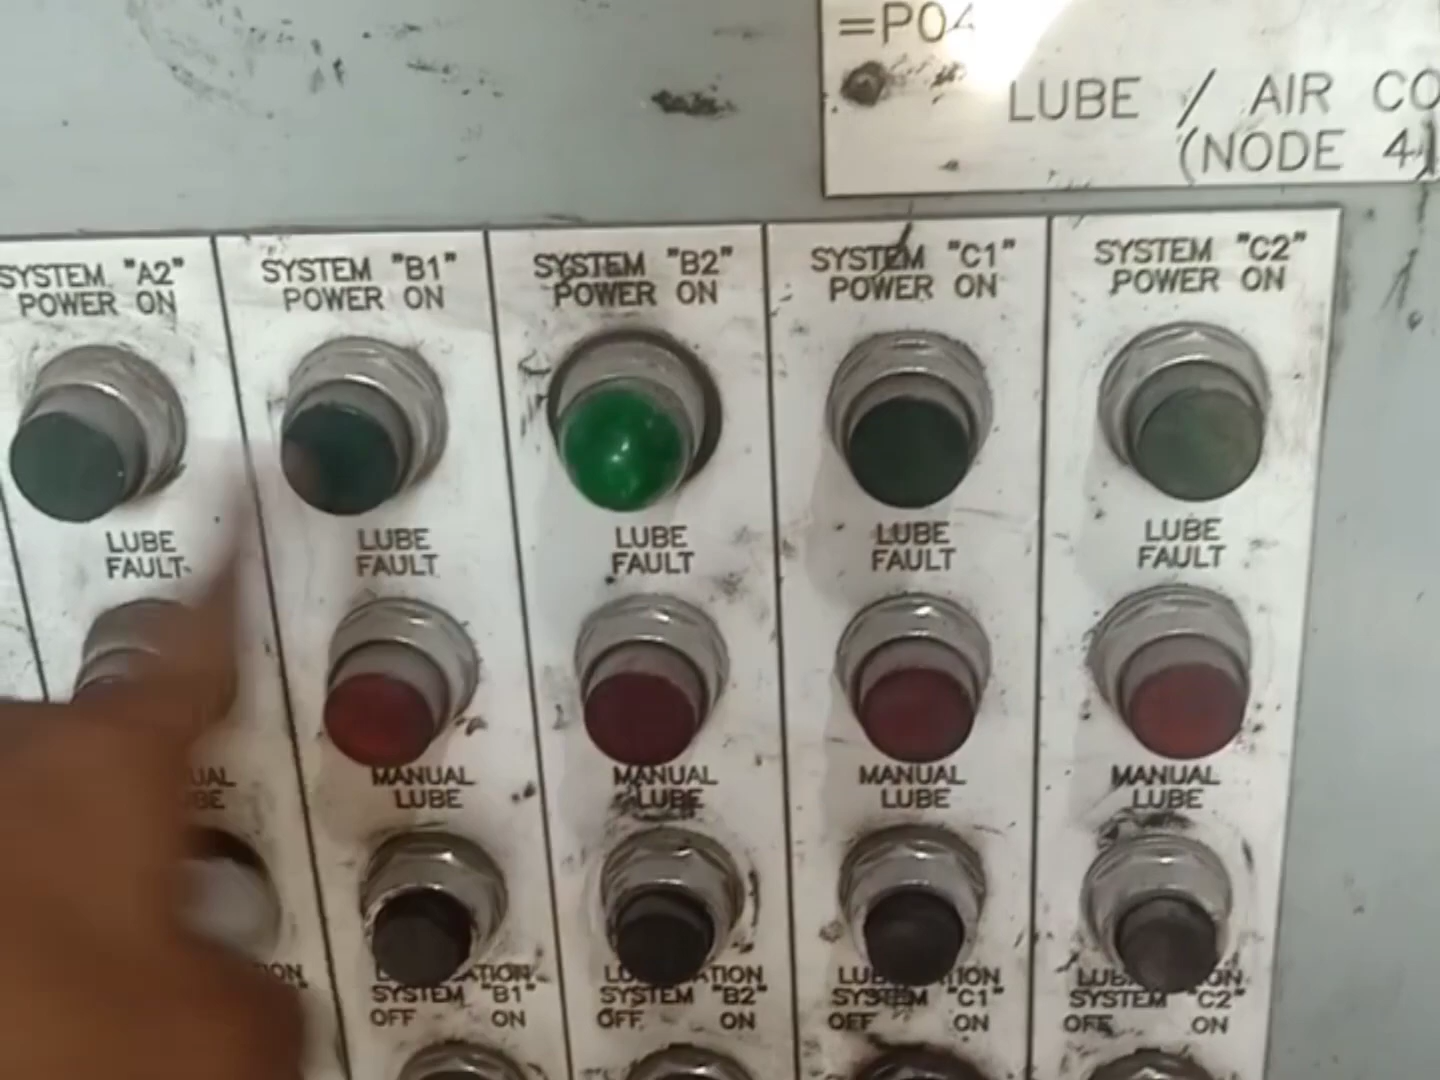 =P04
LUBE / AIR CO
(NODE 4)
SYSTEM "A2"
POWER ON
SYSTEM "B1"
POWER ON
SYSTEM "B2"
POWER ON
SYSTEM "C1"
POWER ON
SYSTEM "C2"
POWER ON
LUBE
FAULT
LUBE
FAULT
LUBE
FAULT
LUBE
FAULT
LUBE
FAULT
MANUAL
LUBE
MANUAL
LUBE
MANUAL
LUBE
MANUAL
LUBE
SYSTEM "B1"
OFF ON
SYSTEM "B2"
OFF ON
SYSTEM "C1"
OFF ON
SYSTEM "C2"
OFF ON